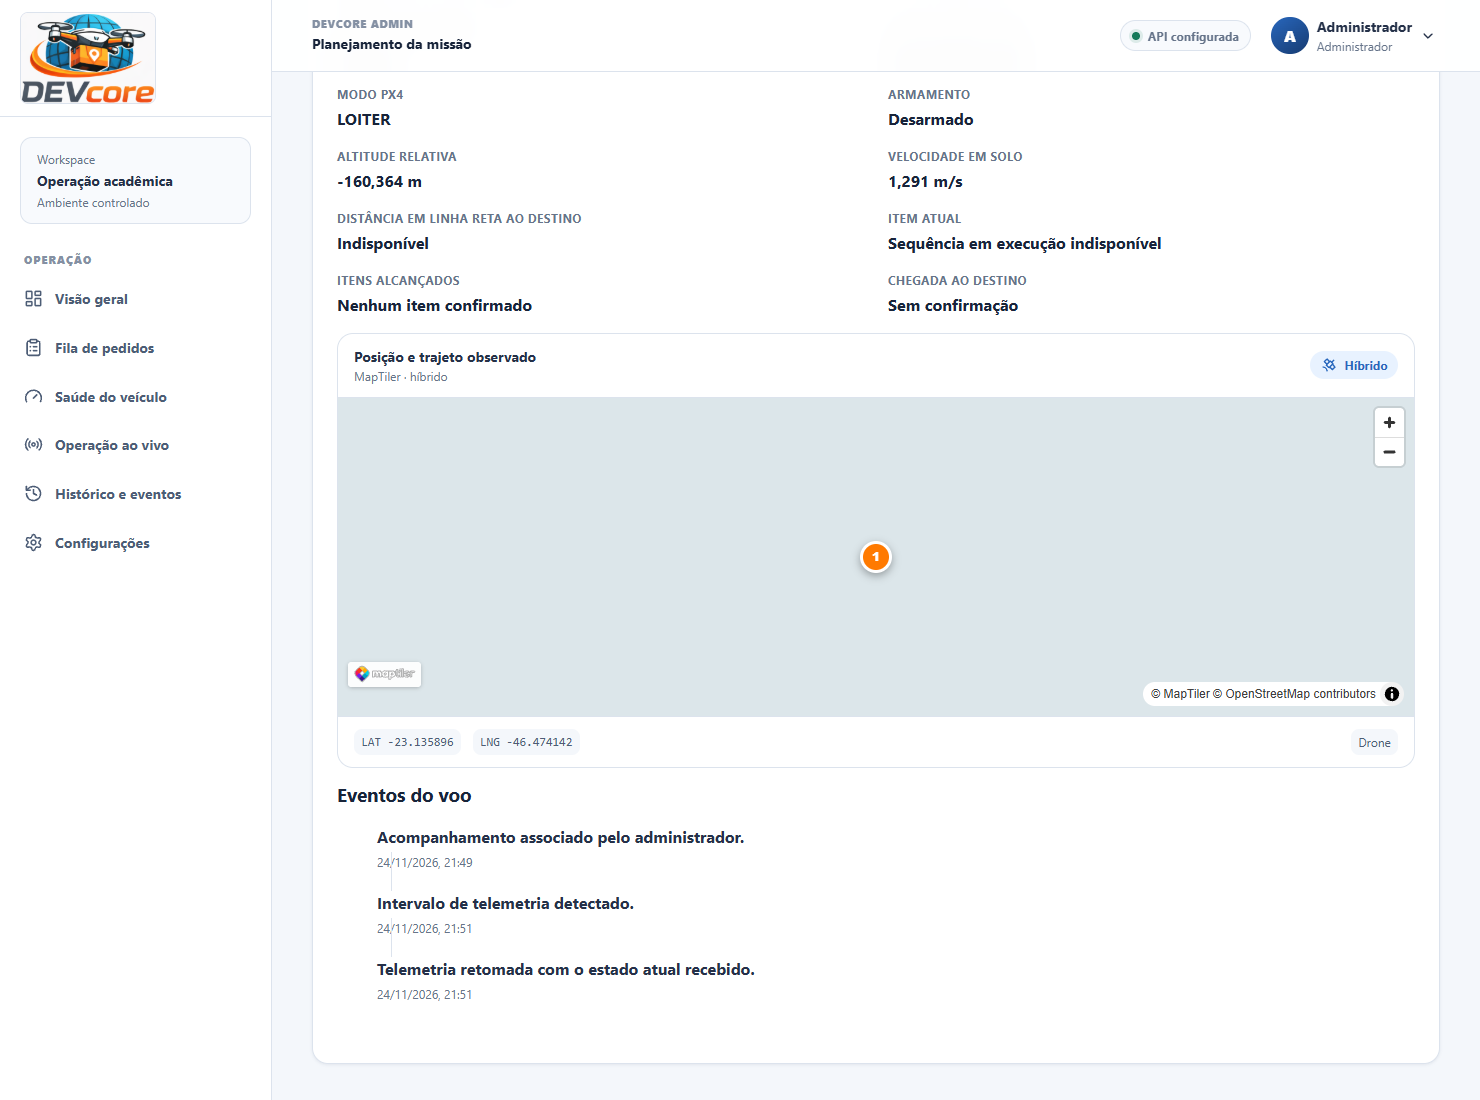 DEVcore
DEVCORE ADMIN
Planejamento da missão
API configurada
A
Administrador
Administrador
Workspace
Operação acadêmica
Ambiente controlado
OPERAÇÃO
Visão geral
Fila de pedidos
Saúde do veículo
Operação ao vivo
Histórico e eventos
Configurações
MODO PX4
LOITER
ARMAMENTO
Desarmado
ALTITUDE RELATIVA
-160,364 m
VELOCIDADE EM SOLO
1,291 m/s
DISTÂNCIA EM LINHA RETA AO DESTINO
Indisponível
ITEM ATUAL
Sequência em execução indisponível
ITENS ALCANÇADOS
Nenhum item confirmado
CHEGADA AO DESTINO
Sem confirmação
Posição e trajeto observado
MapTiler · híbrido
Híbrido
1
maptiler
© MapTiler © OpenStreetMap contributors
LAT -23.135896
LNG -46.474142
Drone
Eventos do voo
Acompanhamento associado pelo administrador.
24/11/2026, 21:49
Intervalo de telemetria detectado.
24/11/2026, 21:51
Telemetria retomada com o estado atual recebido.
24/11/2026, 21:51